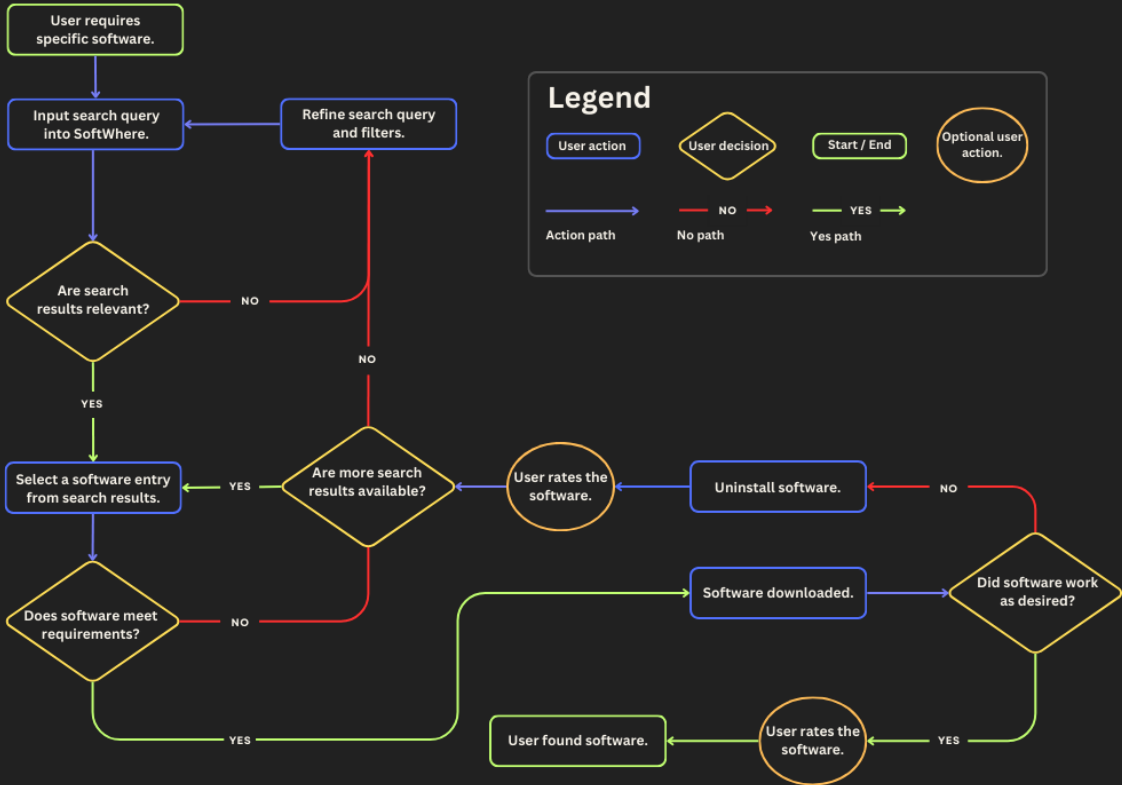 User requires
specific software.
Input search query
into SoftWhere.
Refine search query
and filters.
Legend
User action
User decision
Start / End
Optional user
action.
NO
YES
Action path
No path
Yes path
Are search
results relevant?
NO
NO
YES
Select a software entry
from search results.
YES
Are more search
results available?
User rates the
software.
Uninstall software.
NO
Does software meet
requirements?
NO
Software downloaded.
Did software work
as desired?
YES
User found software.
User rates the
software.
YES